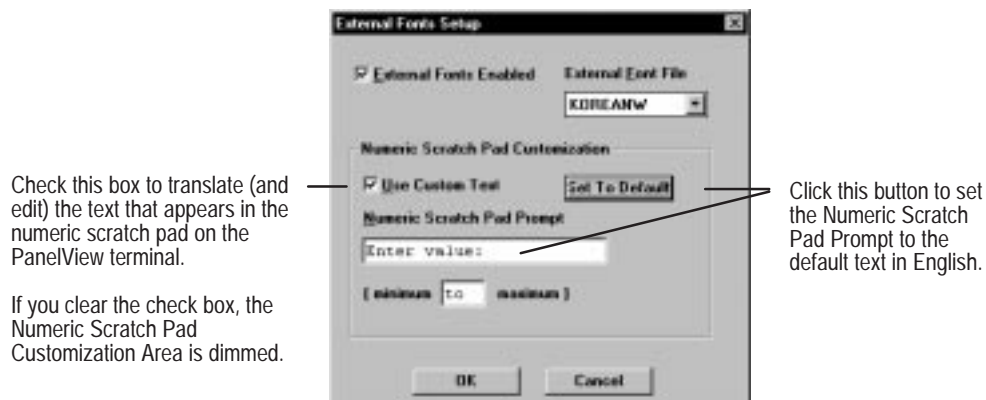 External Fonts Setup
External Fonts Enabled
External Font File
KOREANW
Numeric Scratch Pad Customization
Use Custom Text
Set To Default
Numeric Scratch Pad Prompt
Enter value:
[ minimum to maximum ]
OK
Cancel
Check this box to translate (and
edit) the text that appears in the
numeric scratch pad on the
PanelView terminal.
If you clear the check box, the
Numeric Scratch Pad
Customization Area is dimmed.
Click this button to set
the Numeric Scratch
Pad Prompt to the
default text in English.